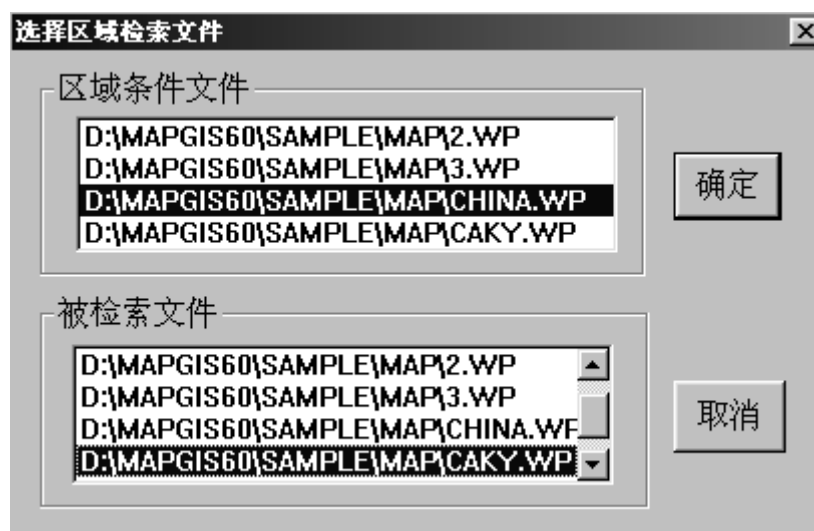 选择区域检索文件
区域条件文件
D:\MAPGIS60\SAMPLE\MAP\2.WP
D:\MAPGIS60\SAMPLE\MAP\3.WP
D:\MAPGIS60\SAMPLE\MAP\CHINA.WP
D:\MAPGIS60\SAMPLE\MAP\CAKY.WP
确定
被检索文件
D:\MAPGIS60\SAMPLE\MAP\2.WP
D:\MAPGIS60\SAMPLE\MAP\3.WP
D:\MAPGIS60\SAMPLE\MAP\CHINA.WP
D:\MAPGIS60\SAMPLE\MAP\CAKY.WP
取消